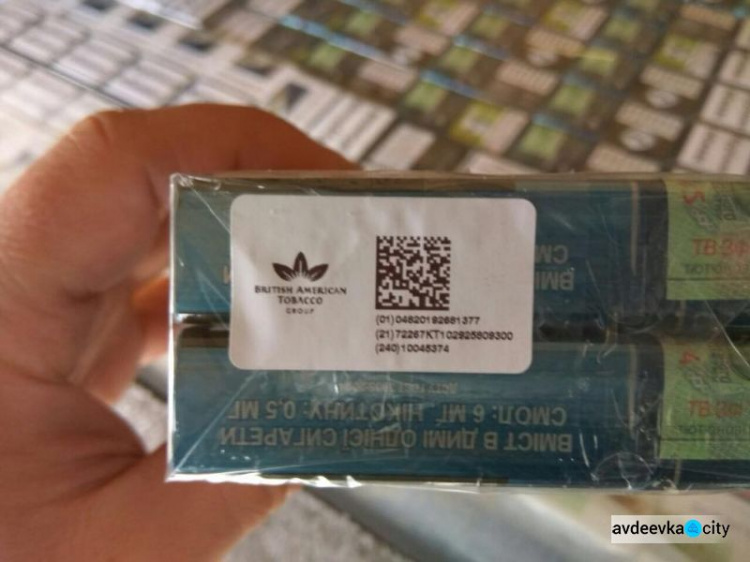 BRITISH AMERICAN
TOBACCO
GROUP
(01)04820192681377
(21)72267KT102925809300
(240)10045374
ВМІСТ В ДИМІ ОДНІЄЇ СИГАРЕТИ
СМОЛ: 6 МГ НІКОТИНУ: 0,5 МГ
avdeevka city